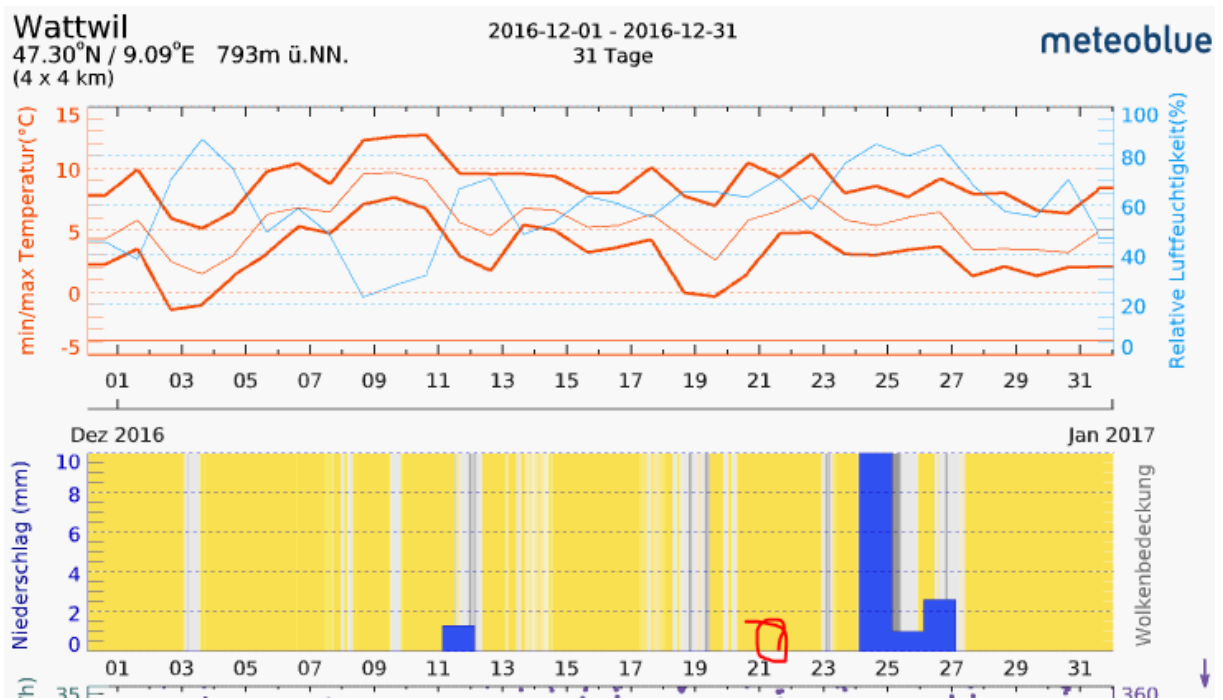 Wattwil
47.30°N / 9.09°E 793m ü.NN.
(4 x 4 km)
2016-12-01 - 2016-12-31
31 Tage
meteoblue
min/max Temperatur(°C)
15
10
5
0
-5
100
80
60
40
20
0
Relative Luftfeuchtigkeit(%)
01 03 05 07 09 11 13 15 17 19 21 23 25 27 29 31
Dez 2016
Jan 2017
Niederschlag (mm)
10
8
6
4
2
0
Wolkenbedeckung
01 03 05 07 09 11 13 15 17 19 21 23 25 27 29 31
35
360